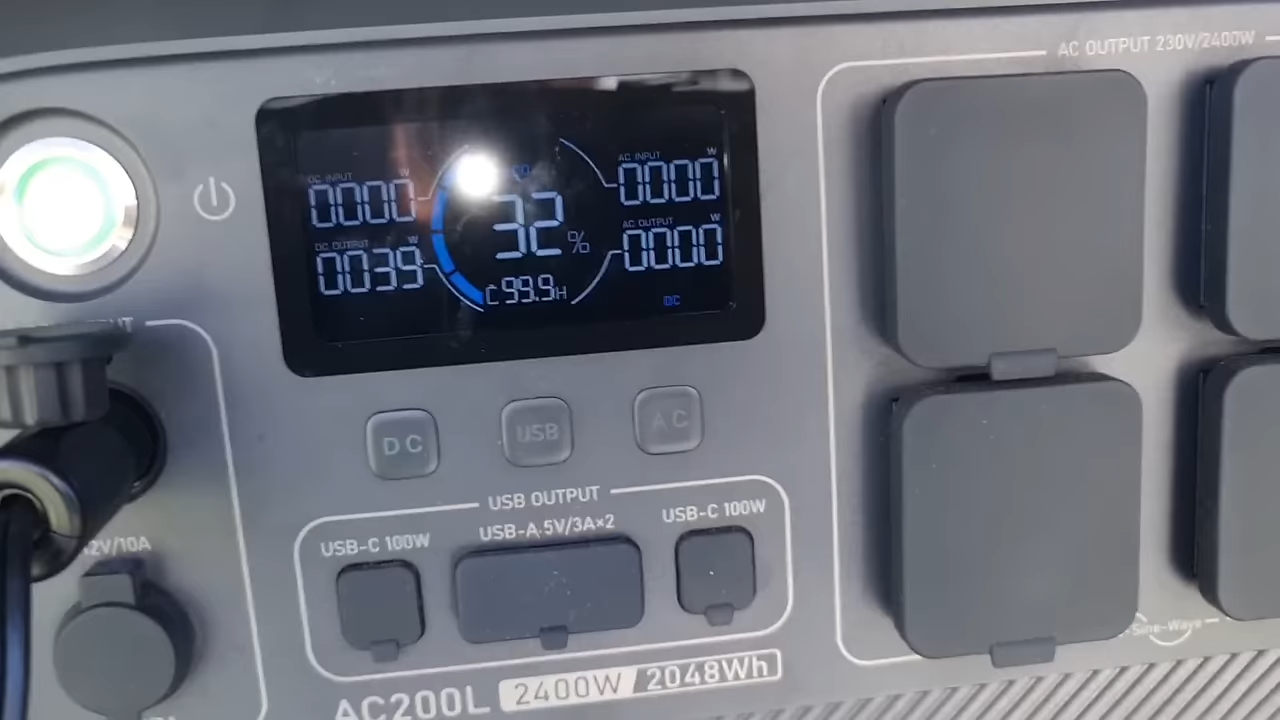 AC OUTPUT 230V/2400W
DC INPUT W
0000
AC INPUT W
0000
32%
DC OUTPUT W
0039
AC OUTPUT W
0000
99.9H
DC
DC
USB
AC
USB OUTPUT
USB-C 100W
USB-A 5V/3A×2
USB-C 100W
12V/10A
Sine-Wave
AC200L 2400W 2048Wh